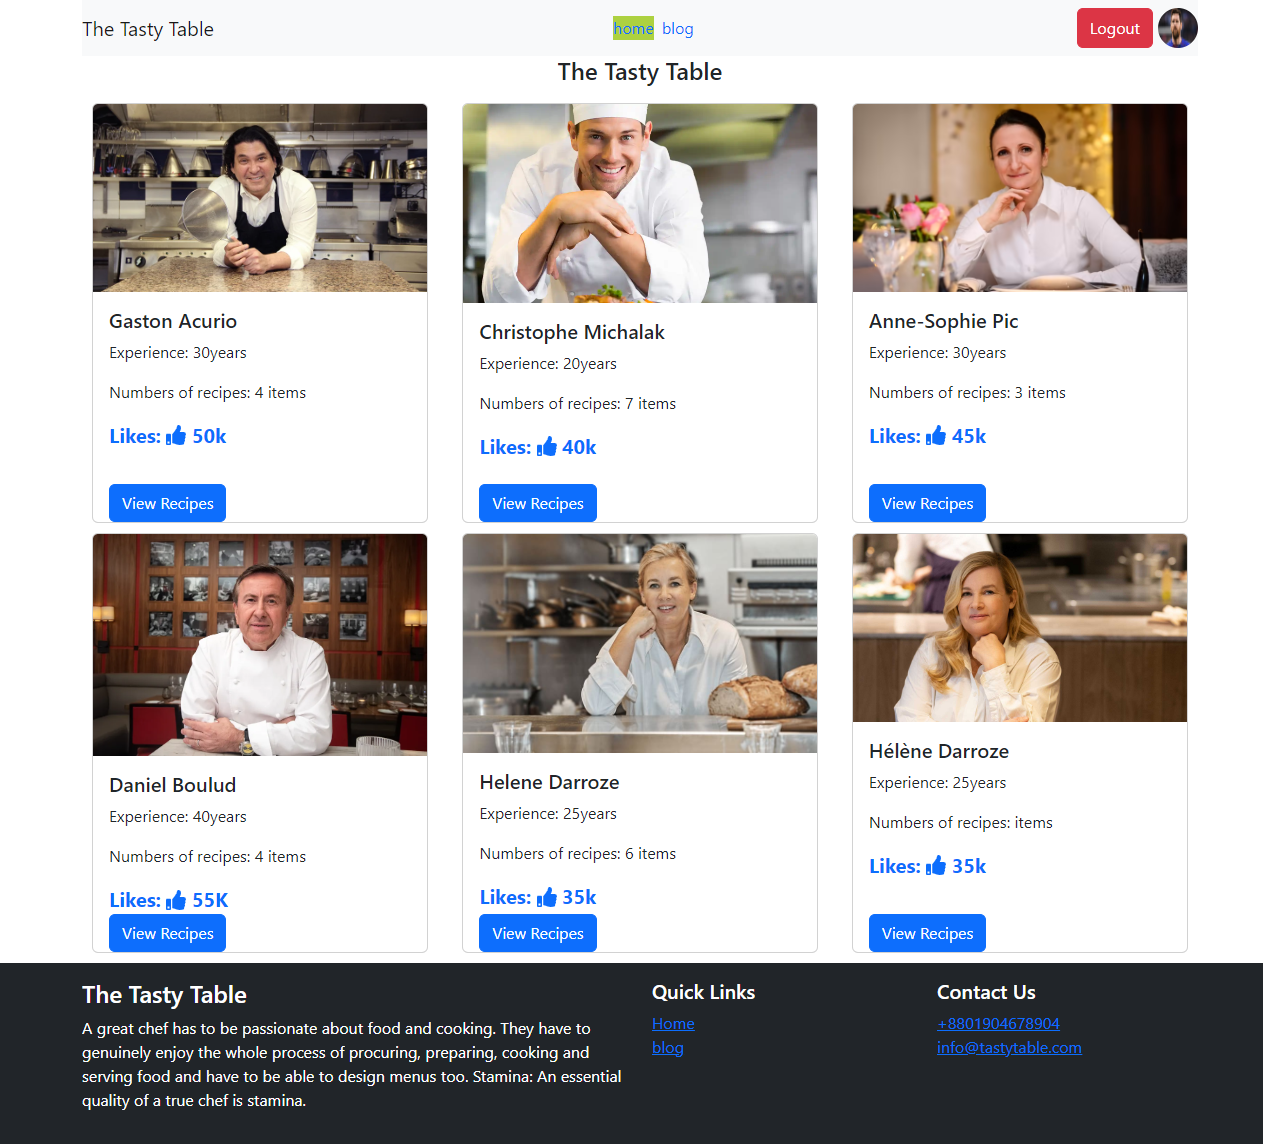 The Tasty Table
home blog
Logout
The Tasty Table
Gaston Acurio
Experience: 30years
Numbers of recipes: 4 items
Likes: 50k
View Recipes
Christophe Michalak
Experience: 20years
Numbers of recipes: 7 items
Likes: 40k
View Recipes
Anne-Sophie Pic
Experience: 30years
Numbers of recipes: 3 items
Likes: 45k
View Recipes
Daniel Boulud
Experience: 40years
Numbers of recipes: 4 items
Likes: 55K
View Recipes
Helene Darroze
Experience: 25years
Numbers of recipes: 6 items
Likes: 35k
View Recipes
Hélène Darroze
Experience: 25years
Numbers of recipes: items
Likes: 35k
View Recipes
The Tasty Table
A great chef has to be passionate about food and cooking. They have to
genuinely enjoy the whole process of procuring, preparing, cooking and
serving food and have to be able to design menus too. Stamina: An essential
quality of a true chef is stamina.
Quick Links
Home
blog
Contact Us
+8801904678904
info@tastytable.com